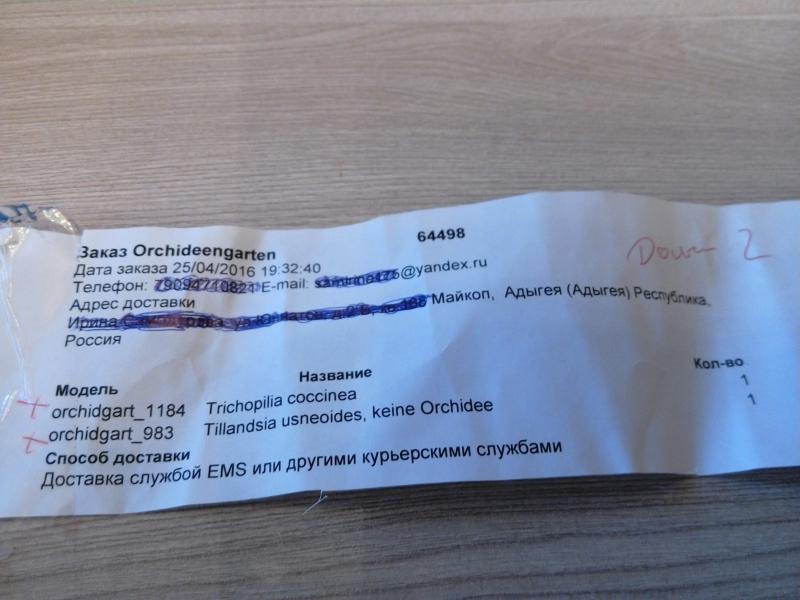 64498
Заказ Orchideengarten
Дата заказа 25/04/2016 19:32:40
Телефон: E-mail: @yandex.ru
Адрес доставки
Майкоп, Адыгея (Адыгея) Республика,
Россия
Модель Название Кол-во
orchidgart_1184 Trichopilia coccinea 1
orchidgart_983 Tillandsia usneoides, keine Orchidee 1
Способ доставки
Доставка службой EMS или другими курьерскими службами